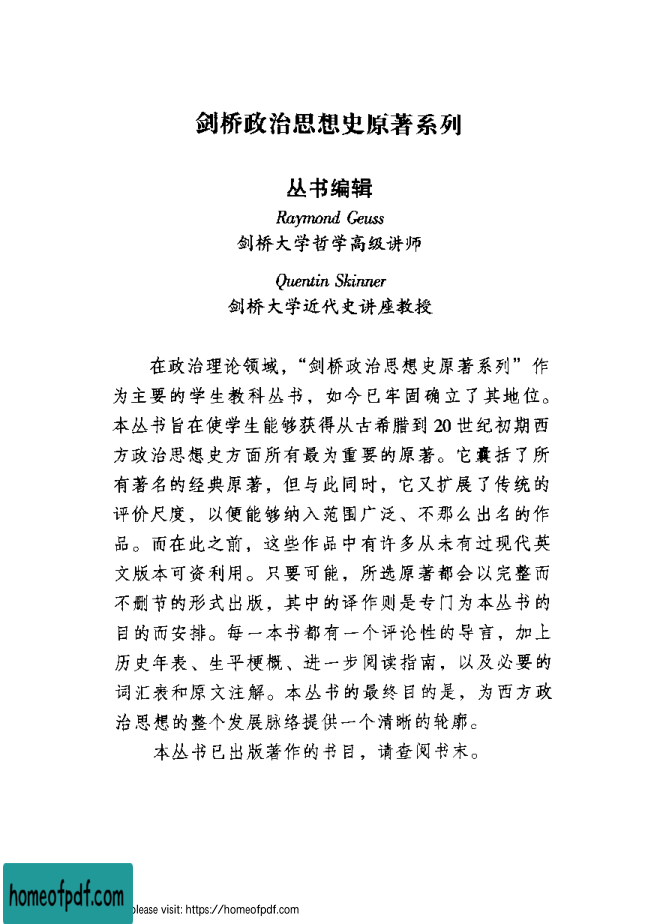 剑桥政治思想史原著系列
丛书编辑
Raymond Geuss
剑桥大学哲学高级讲师
Quentin Skinner
剑桥大学近代史讲座教授
在政治理论领域，“剑桥政治思想史原著系列”作
为主要的学生教科丛书，如今已牢固确立了其地位。
本丛书旨在使学生能够获得从古希腊到 20 世纪初期西
方政治思想史方面所有最为重要的原著。它囊括了所
有著名的经典原著，但与此同时，它又扩展了传统的
评价尺度，以便能够纳入范围广泛、不那么出名的作
品。而在此之前，这些作品中有许多从未有过现代英
文版本可资利用。只要可能，所选原著都会以完整而
不删节的形式出版，其中的译作则是专门为本丛书的
目的而安排。每一本书都有一个评论性的导言，加上
历史年表、生平梗概、进一步阅读指南，以及必要的
词汇表和原文注解。本丛书的最终目的是，为西方政
治思想的整个发展脉络提供一个清晰的轮廓。
本丛书已出版著作的书目，请查阅书末。
homeofpdf.com
please visit: https://homeofpdf.com